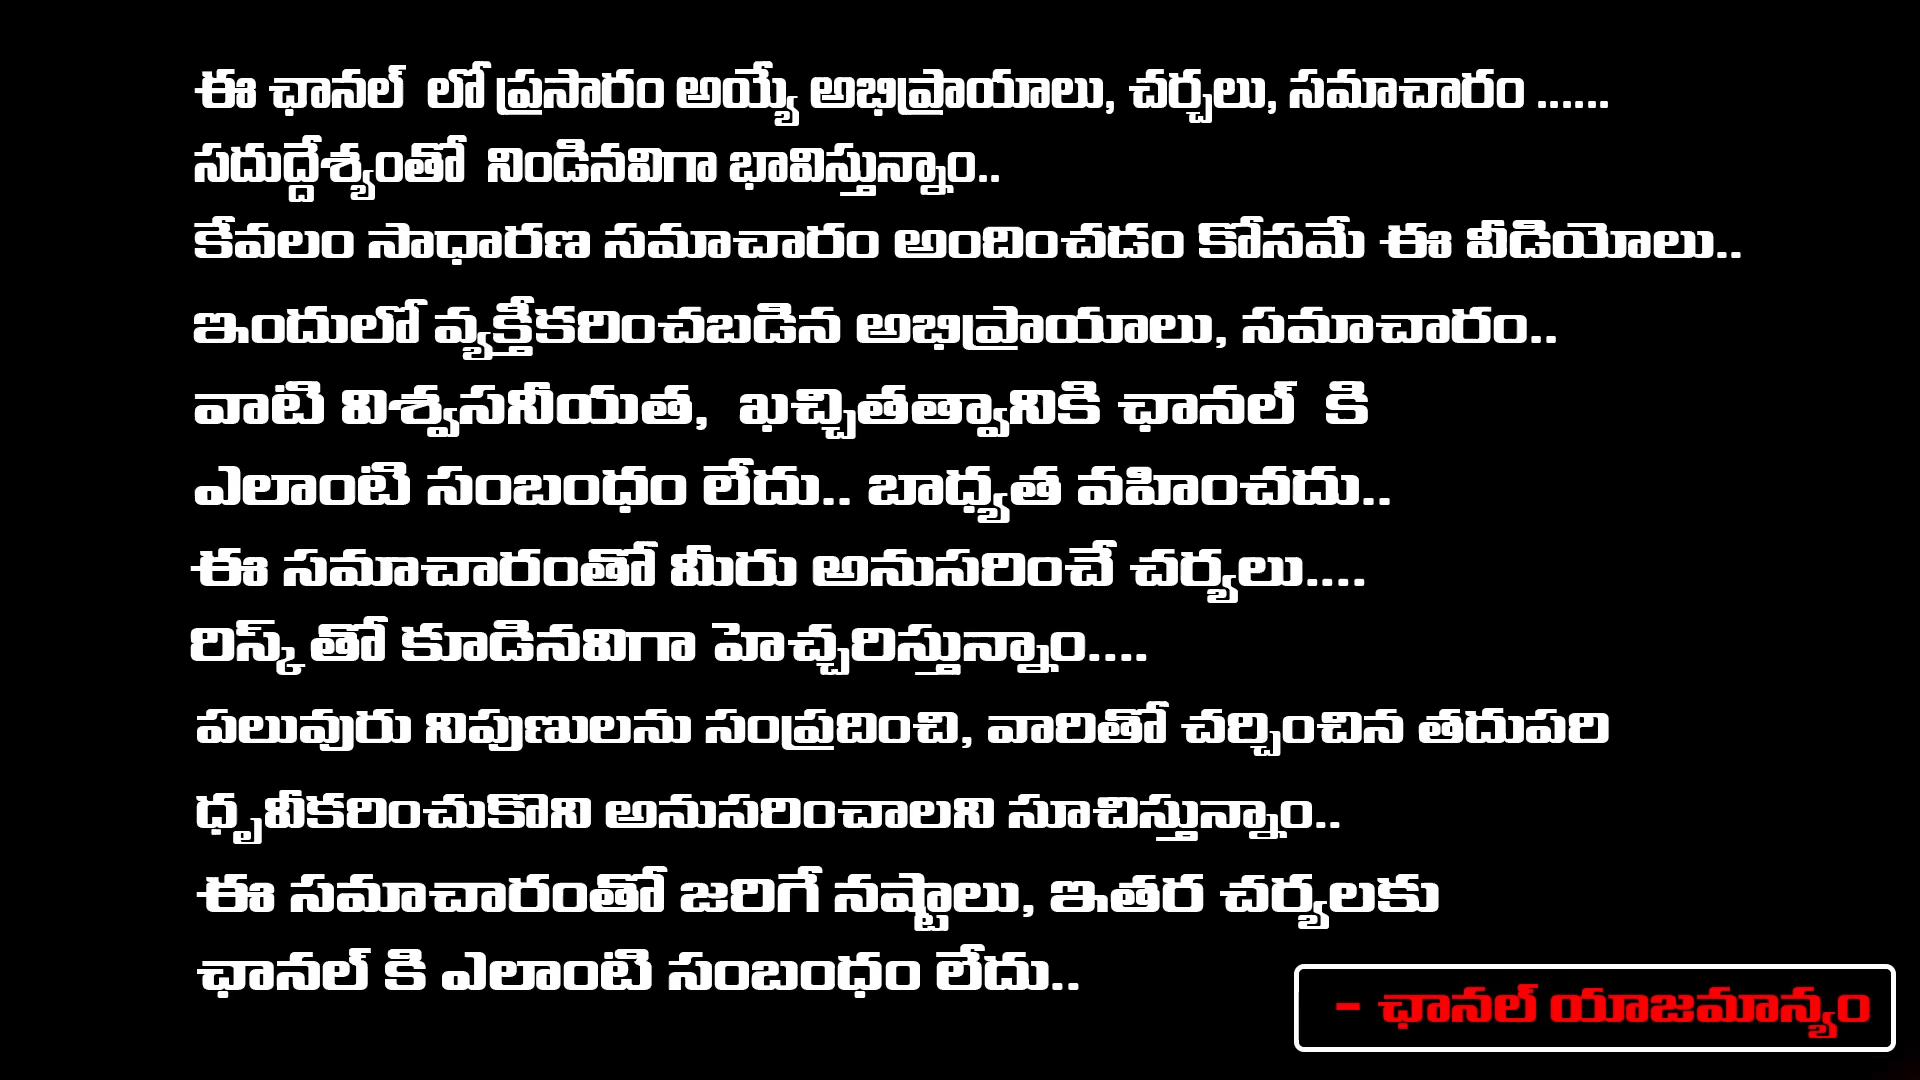 ఈ ఛానల్ లో ప్రసారం అయ్యే అభిప్రాయాలు, చర్చలు, సమాచారం ......
సదుద్దేశ్యంతో నిండినవిగా భావిస్తున్నాం..
కేవలం సాధారణ సమాచారం అందించడం కోసమే ఈ వీడియోలు..
ఇందులో వ్యక్తీకరించబడిన అభిప్రాయాలు, సమాచారం..
వాటి విశ్వసనీయత, ఖచ్చితత్వానికి ఛానల్ కి
ఎలాంటి సంబంధం లేదు.. బాధ్యత వహించదు..
ఈ సమాచారంతో మీరు అనుసరించే చర్యలు....
రిస్క్ తో కూడినవిగా హెచ్చరిస్తున్నాం....
పలువురు నిపుణులను సంప్రదించి, వారితో చర్చించిన తదుపరి
ధృవీకరించుకొని అనుసరించాలని సూచిస్తున్నాం..
ఈ సమాచారంతో జరిగే నష్టాలు, ఇతర చర్యలకు
ఛానల్ కి ఎలాంటి సంబంధం లేదు..
- ఛానల్ యాజమాన్యం